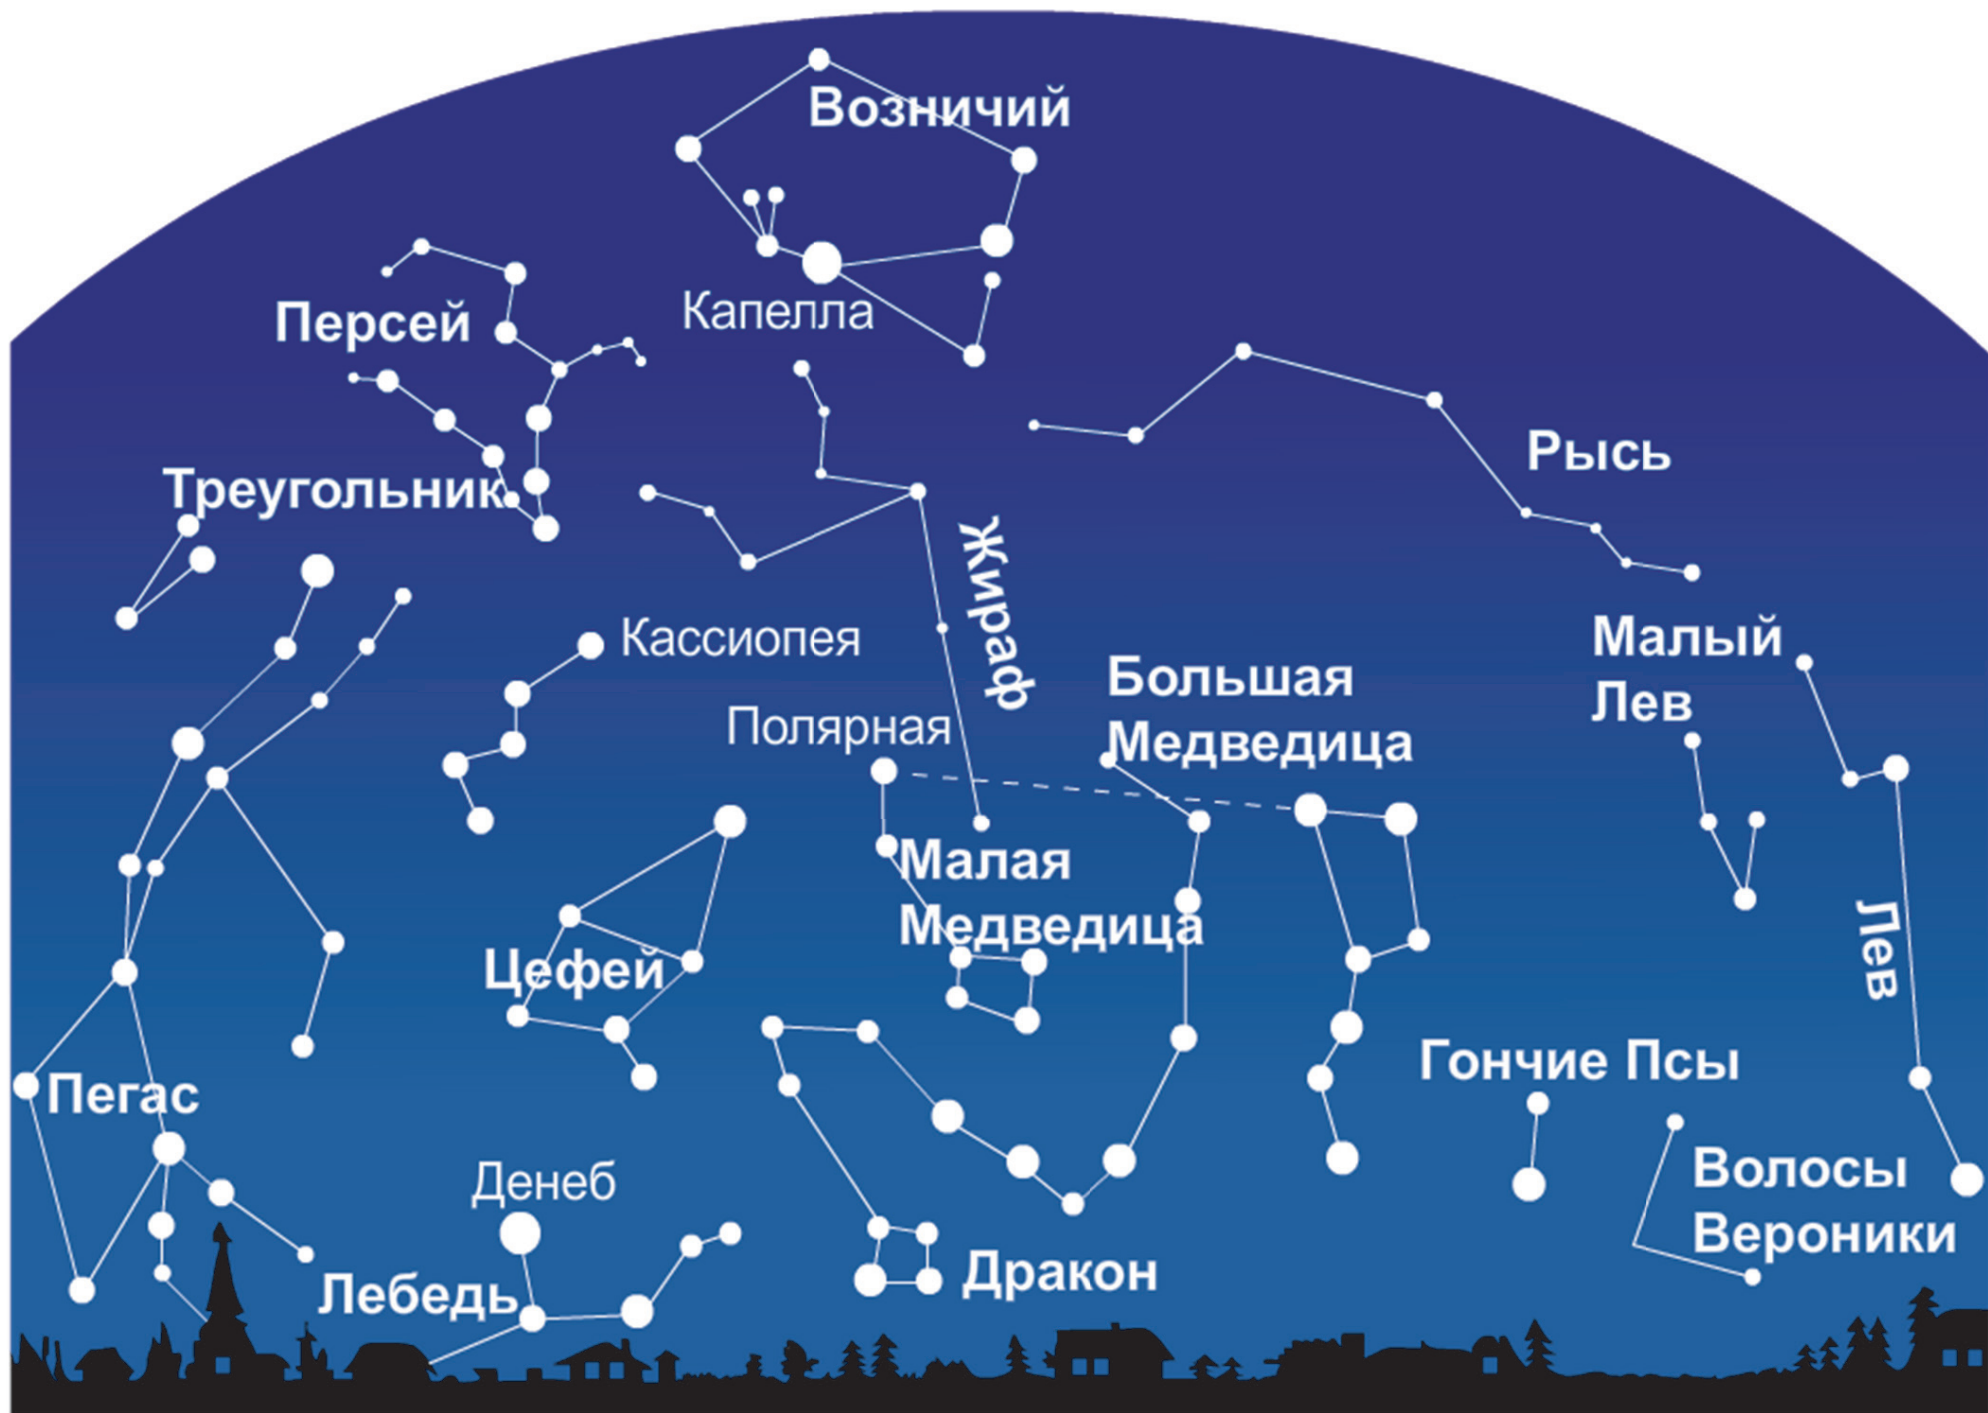 Возничий
Капелла
Персей
Рысь
Треугольник
Жираф
Кассиопея
Малый
Лев
Большая
Медведица
Полярная
Малая
Медведица
Лев
Цефей
Гончие Псы
Пегас
Волосы
Вероники
Денеб
Дракон
Лебедь